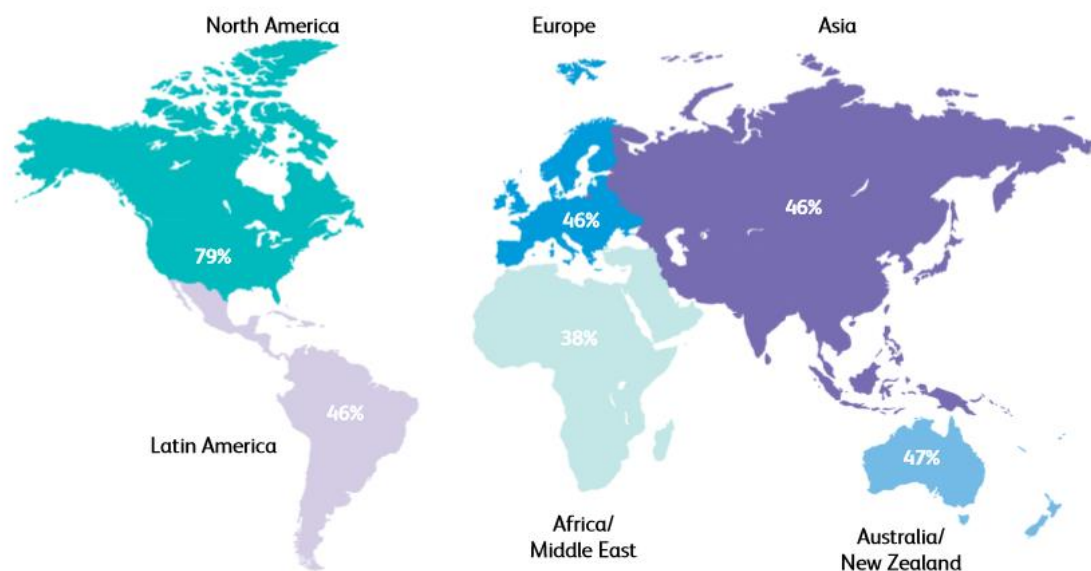 North America
Europe
Asia
79%
46%
46%
38%
46%
Latin America
47%
Africa/
Middle East
Australia/
New Zealand